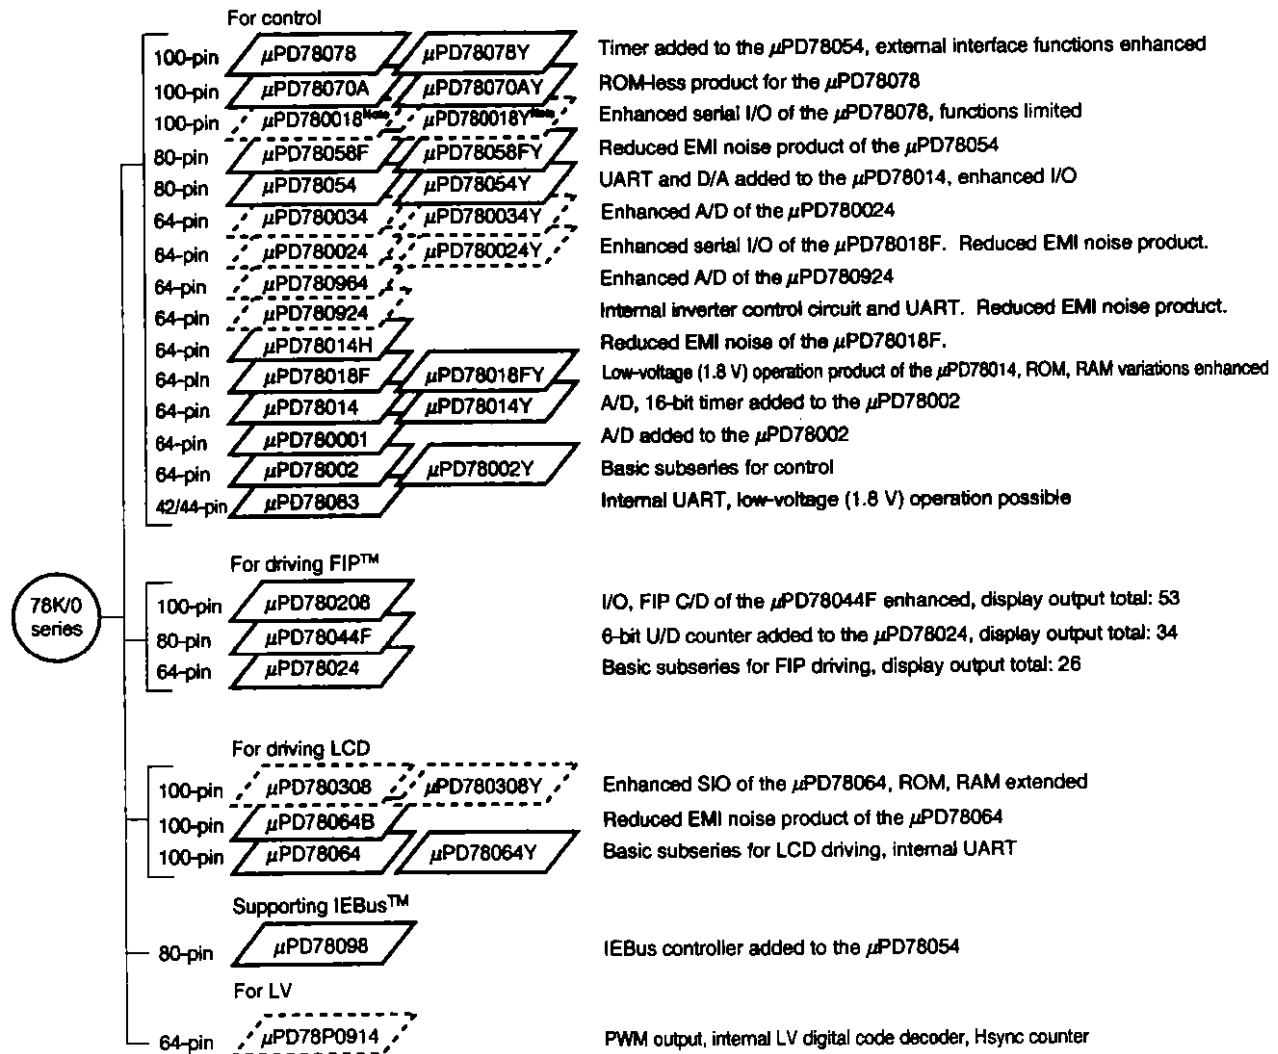 For control
100-pin μPD78078 μPD78078Y Timer added to the μPD78054, external interface functions enhanced
100-pin μPD78070A μPD78070AY ROM-less product for the μPD78078
100-pin μPD780018Note μPD780018YNote Enhanced serial I/O of the μPD78078, functions limited
80-pin μPD78058F μPD78058FY Reduced EMI noise product of the μPD78054
80-pin μPD78054 μPD78054Y UART and D/A added to the μPD78014, enhanced I/O
64-pin μPD780034 μPD780034Y Enhanced A/D of the μPD780024
64-pin μPD780024 μPD780024Y Enhanced serial I/O of the μPD78018F. Reduced EMI noise product.
64-pin μPD780964 Enhanced A/D of the μPD780924
64-pin μPD780924 Internal inverter control circuit and UART. Reduced EMI noise product.
64-pin μPD78014H Reduced EMI noise of the μPD78018F.
64-pin μPD78018F μPD78018FY Low-voltage (1.8 V) operation product of the μPD78014, ROM, RAM variations enhanced
64-pin μPD78014 μPD78014Y A/D, 16-bit timer added to the μPD78002
64-pin μPD780001 A/D added to the μPD78002
64-pin μPD78002 μPD78002Y Basic subseries for control
42/44-pin μPD78083 Internal UART, low-voltage (1.8 V) operation possible
78K/0
series
For driving FIP™
100-pin μPD780208 I/O, FIP C/D of the μPD78044F enhanced, display output total: 53
80-pin μPD78044F 6-bit U/D counter added to the μPD78024, display output total: 34
64-pin μPD78024 Basic subseries for FIP driving, display output total: 26
For driving LCD
100-pin μPD780308 μPD780308Y Enhanced SIO of the μPD78064, ROM, RAM extended
100-pin μPD78064B Reduced EMI noise product of the μPD78064
100-pin μPD78064 μPD78064Y Basic subseries for LCD driving, internal UART
Supporting IEBus™
80-pin μPD78098 IEBus controller added to the μPD78054
For LV
64-pin μPD78P0914 PWM output, internal LV digital code decoder, Hsync counter